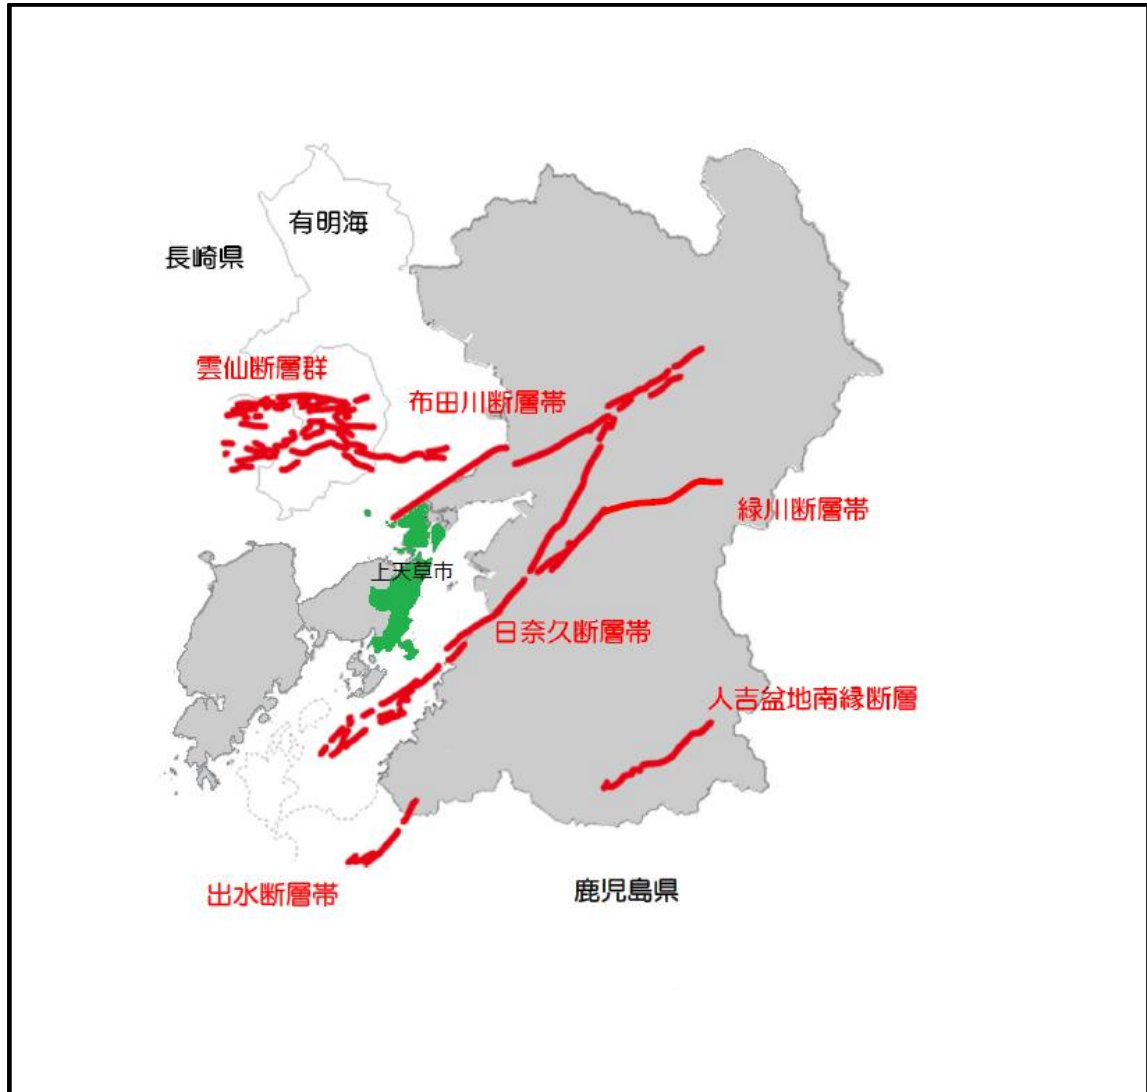 有明海
長崎県
雲仙断層群
布田川断層帯
緑川断層帯
上天草市
日奈久断層帯
人吉盆地南縁断層
出水断層帯
鹿児島県